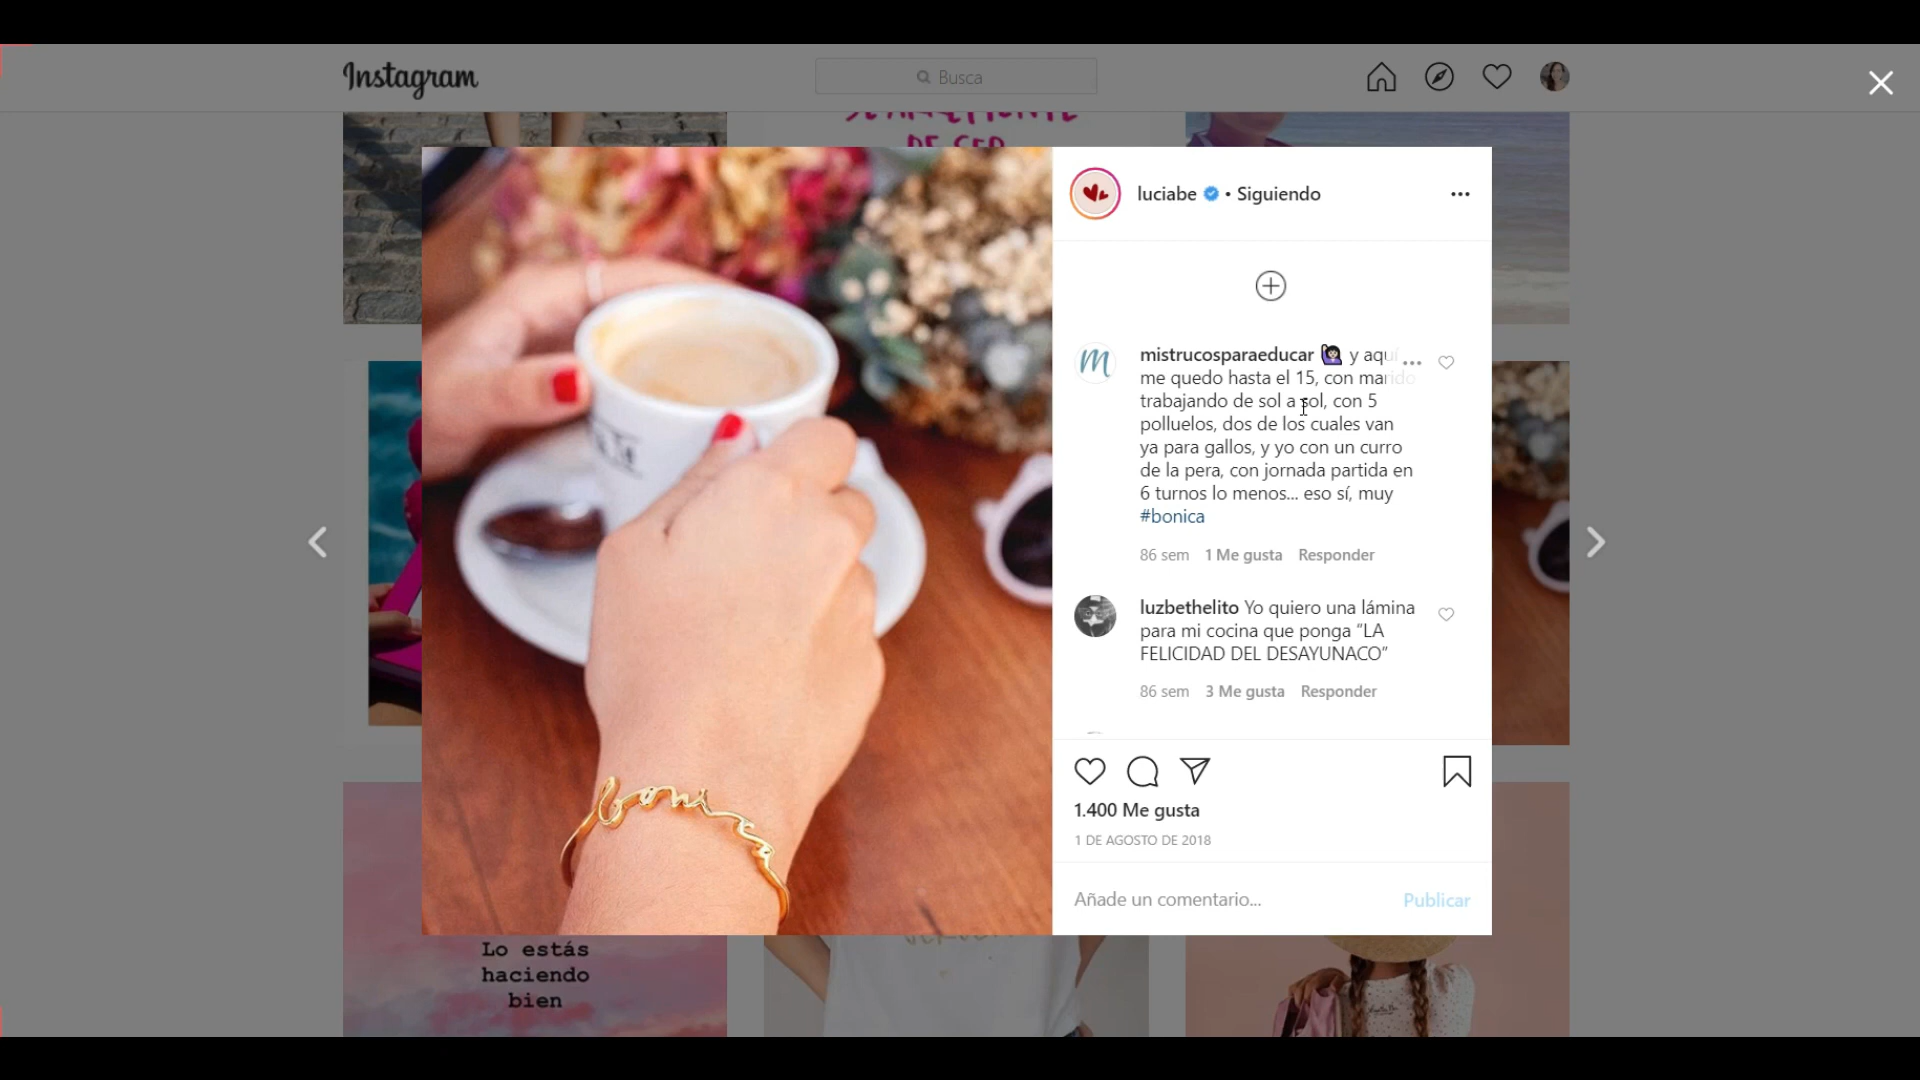 Instagram
Busca
DE SER
luciabe • Siguiendo
mistrucosparaeducar 🙋🏻‍♀️ y aquí
me quedo hasta el 15, con marido
trabajando de sol a sol, con 5
polluelos, dos de los cuales van
ya para gallos, y yo con un curro
de la pera, con jornada partida en
6 turnos lo menos... eso sí, muy
#bonica
86 sem 1 Me gusta Responder
luzbethelito Yo quiero una lámina
para mi cocina que ponga “LA
FELICIDAD DEL DESAYUNACO”
86 sem 3 Me gusta Responder
bonica
1.400 Me gusta
1 DE AGOSTO DE 2018
Añade un comentario...
Publicar
Lo estás
haciendo
bien